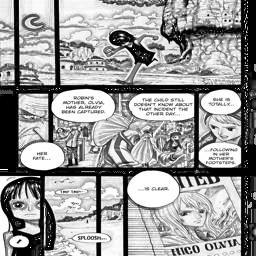 ROBIN'S
MOTHER, OLVIA,
HAS ALREADY
BEEN CAPTURED.
THE CHILD STILL
DOESN'T KNOW ABOUT
THAT INCIDENT THE
OTHER DAY...
SHE IS
TOTALLY...
HER
FATE...
FOLLOWING
IN HER
MOTHER'S
FOOTSTEPS.
...IS CLEAR.
SPLOOSH...
NICO OLVIA